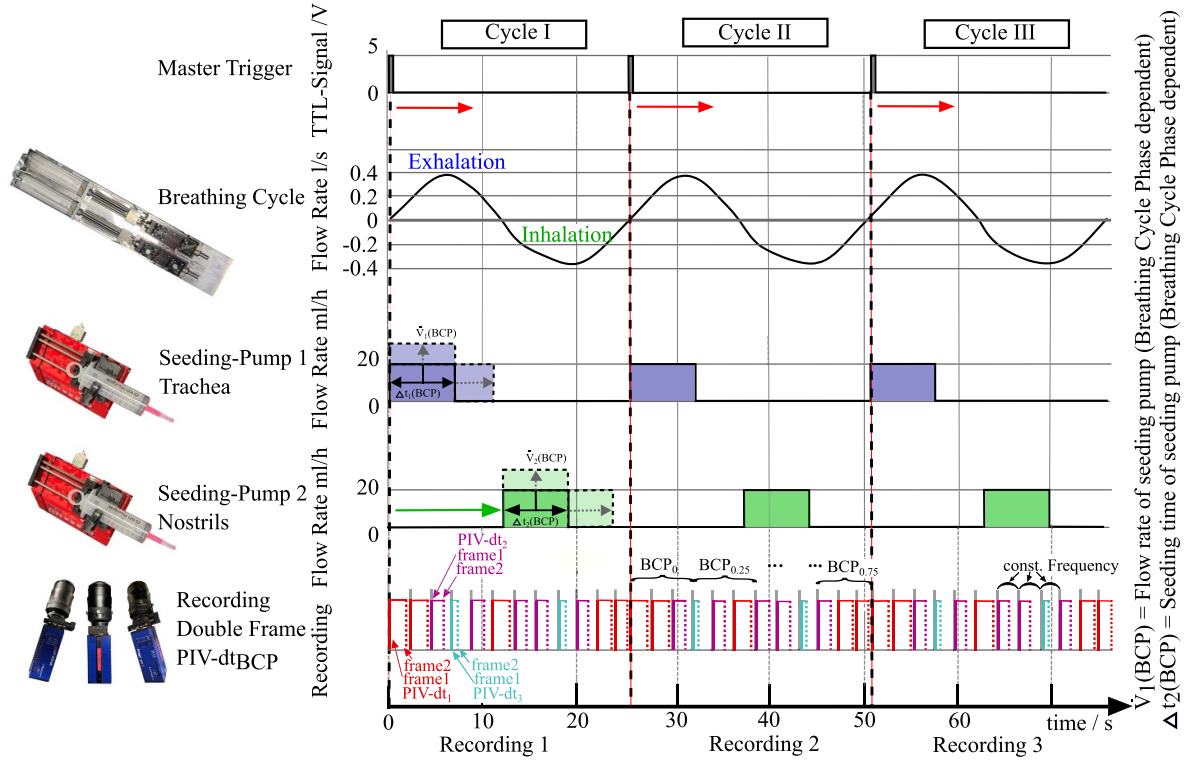 Cycle I
Cycle II
Cycle III
Master Trigger
TTL-Signal /V
5
0
Breathing Cycle
Flow Rate l/s
0.4
0.2
0
-0.2
-0.4
Exhalation
Inhalation
Seeding-Pump 1
Trachea
Flow Rate ml/h
20
0
V̇₁(BCP)
Δt₁(BCP)
Seeding-Pump 2
Nostrils
Flow Rate ml/h
20
0
V̇₂(BCP)
Δt₂(BCP)
PIV-dt₂
frame1
frame2
BCP₀
BCP₀.₂₅
... ...
BCP₀.₇₅
const. Frequency
Recording
Double Frame
PIV-dtBCP
Recording
frame2
frame1
PIV-dt₁
frame2
frame1
PIV-dt₃
0
10
20
30
40
50
60
time / s
Recording 1
Recording 2
Recording 3
V̇₁(BCP) = Flow rate of seeding pump (Breathing Cycle Phase dependent)
Δt₂(BCP) = Seeding time of seeding pump (Breathing Cycle Phase dependent)